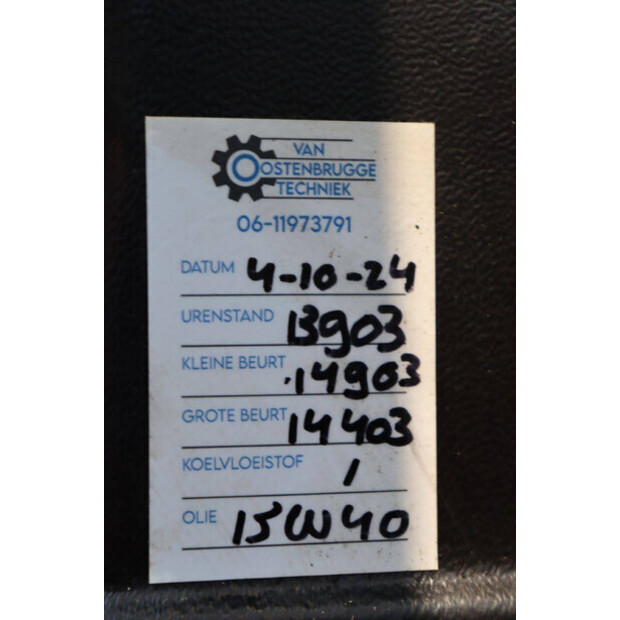 VAN
OOSTENBRUGGE
TECHNIEK
06-11973791
DATUM 4-10-24
URENSTAND 13903
KLEINE BEURT 14903
GROTE BEURT 14403
KOELVLOEISTOF /
OLIE 15W40